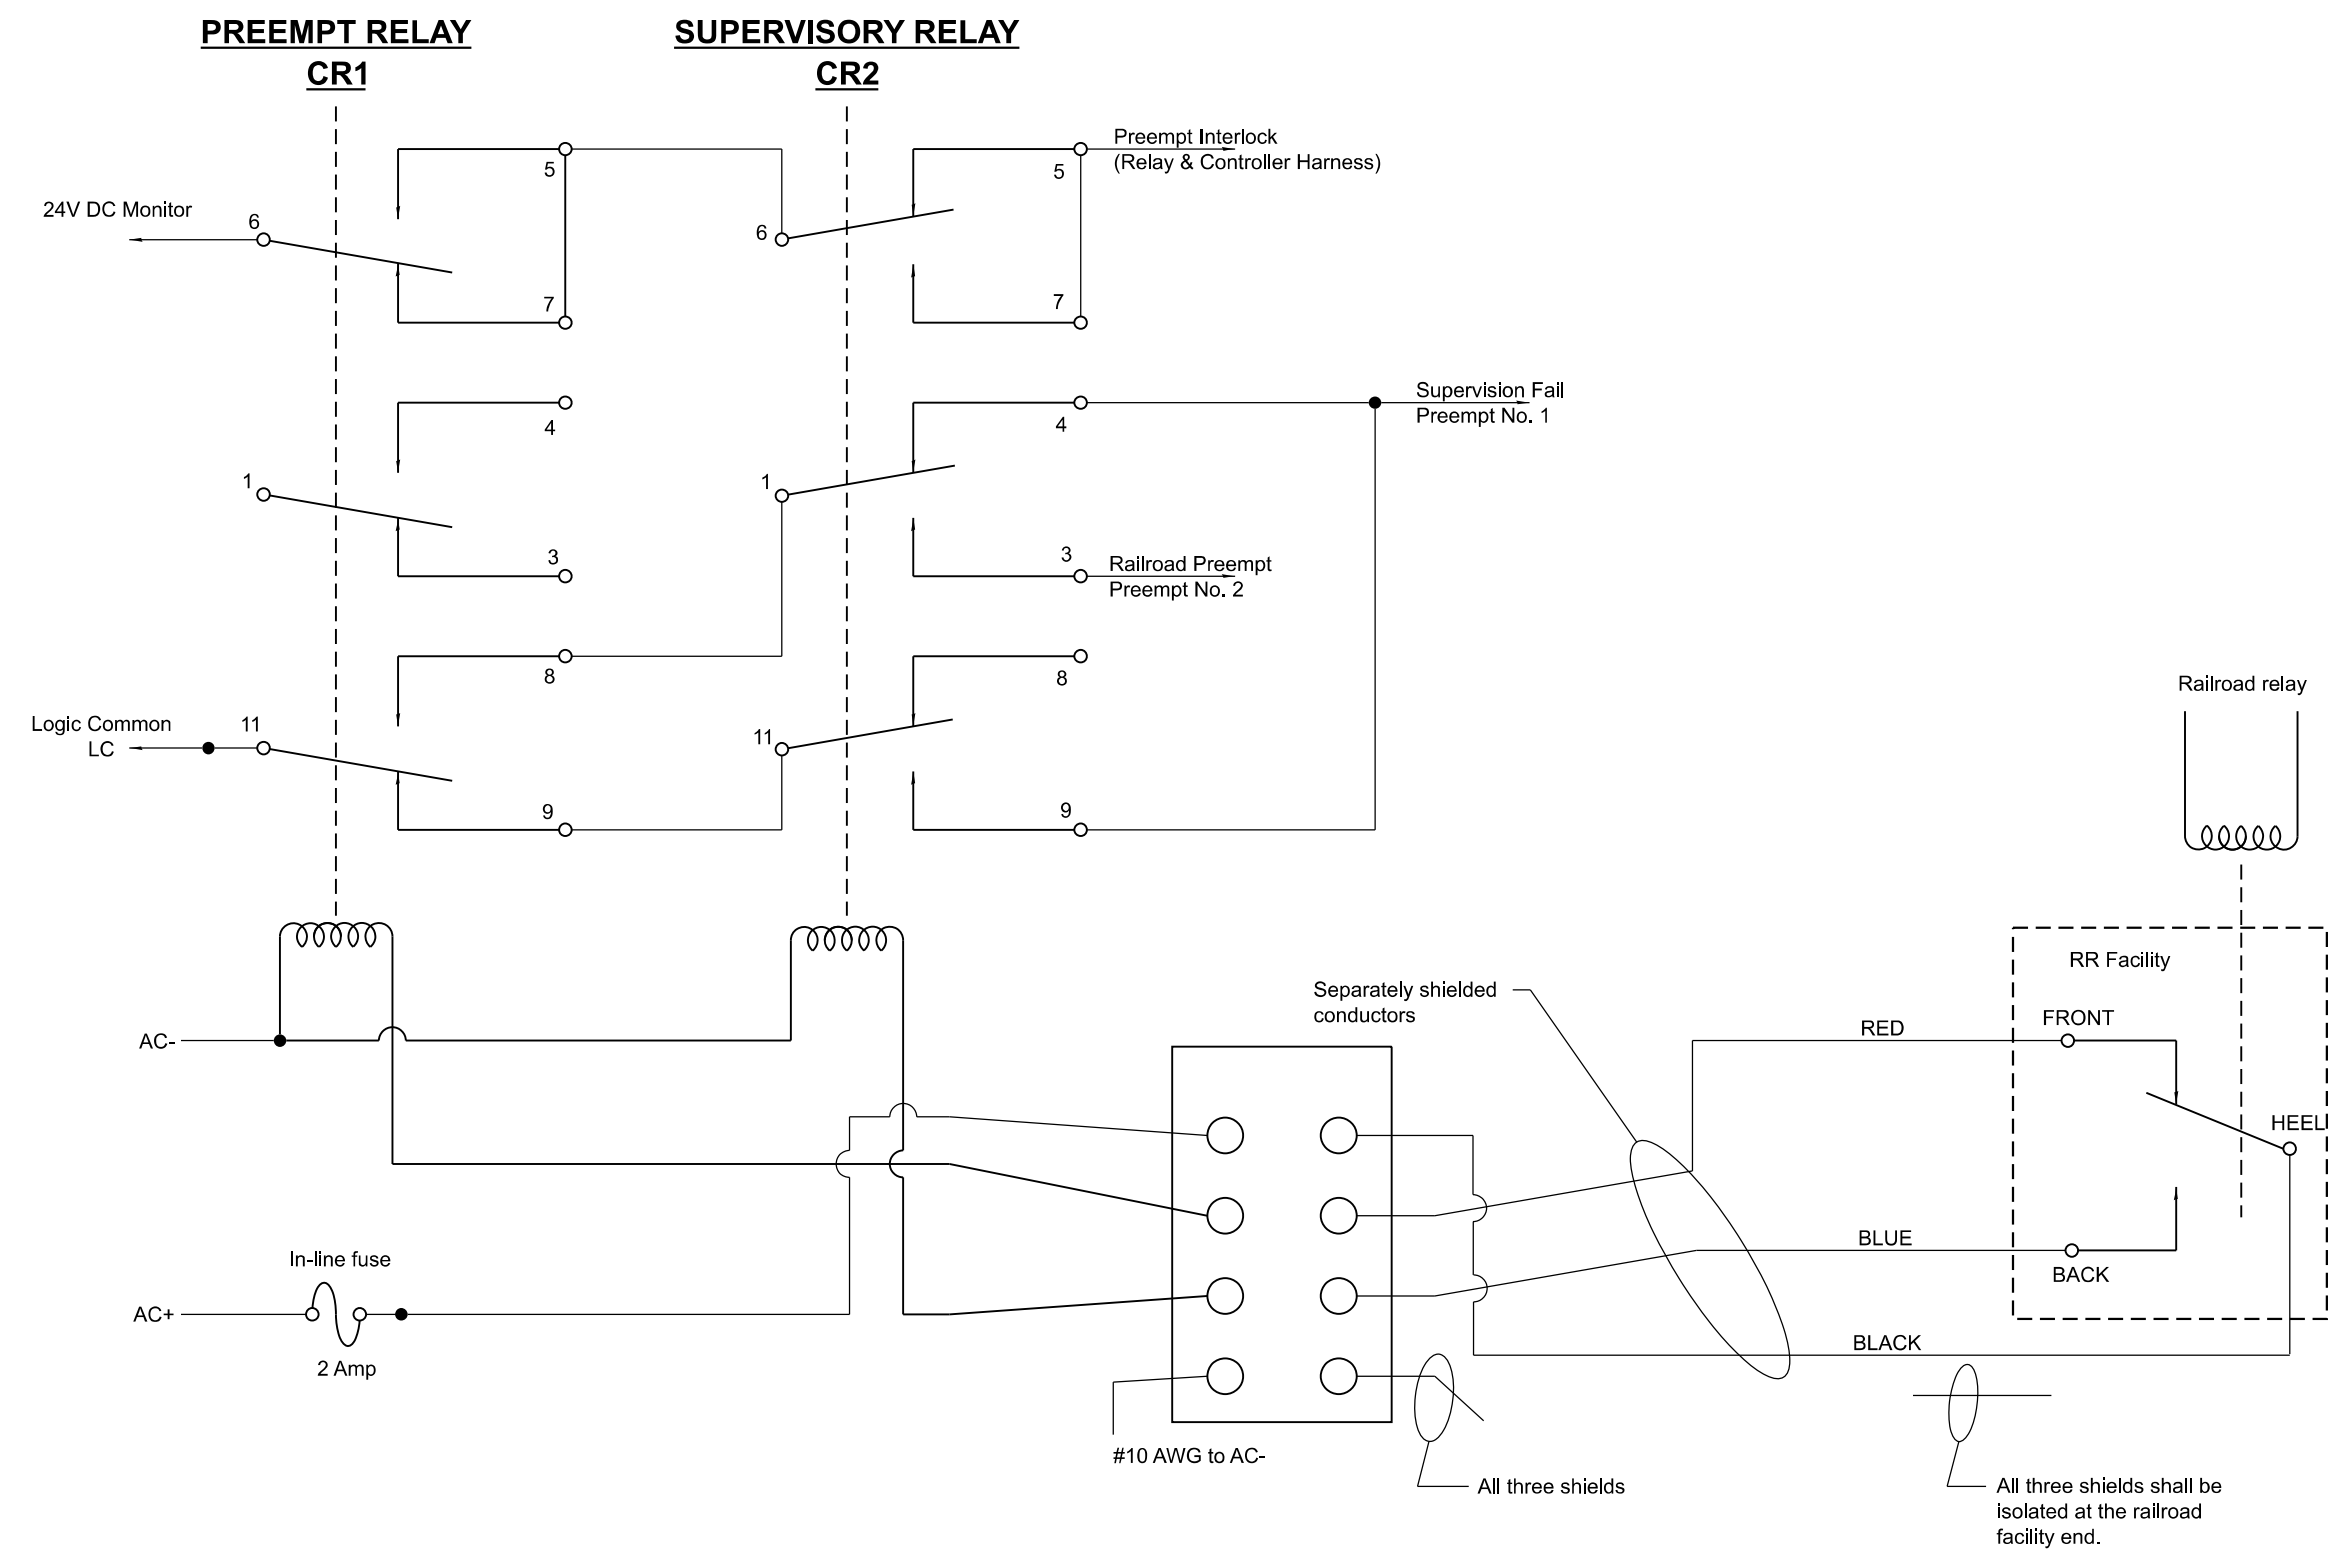 PREEMPT RELAY
CR1
SUPERVISORY RELAY
CR2
Preempt Interlock
(Relay & Controller Harness)
5
5
24V DC Monitor
6
6
7
7
Supervision Fail
Preempt No. 1
4
4
1
1
3
3
Railroad Preempt
Preempt No. 2
8
8
Railroad relay
Logic Common
LC
11
11
9
9
RR Facility
Separately shielded
conductors
FRONT
RED
AC-
HEEL
BLUE
BACK
In-line fuse
AC+
2 Amp
BLACK
#10 AWG to AC-
All three shields
All three shields shall be
isolated at the railroad
facility end.